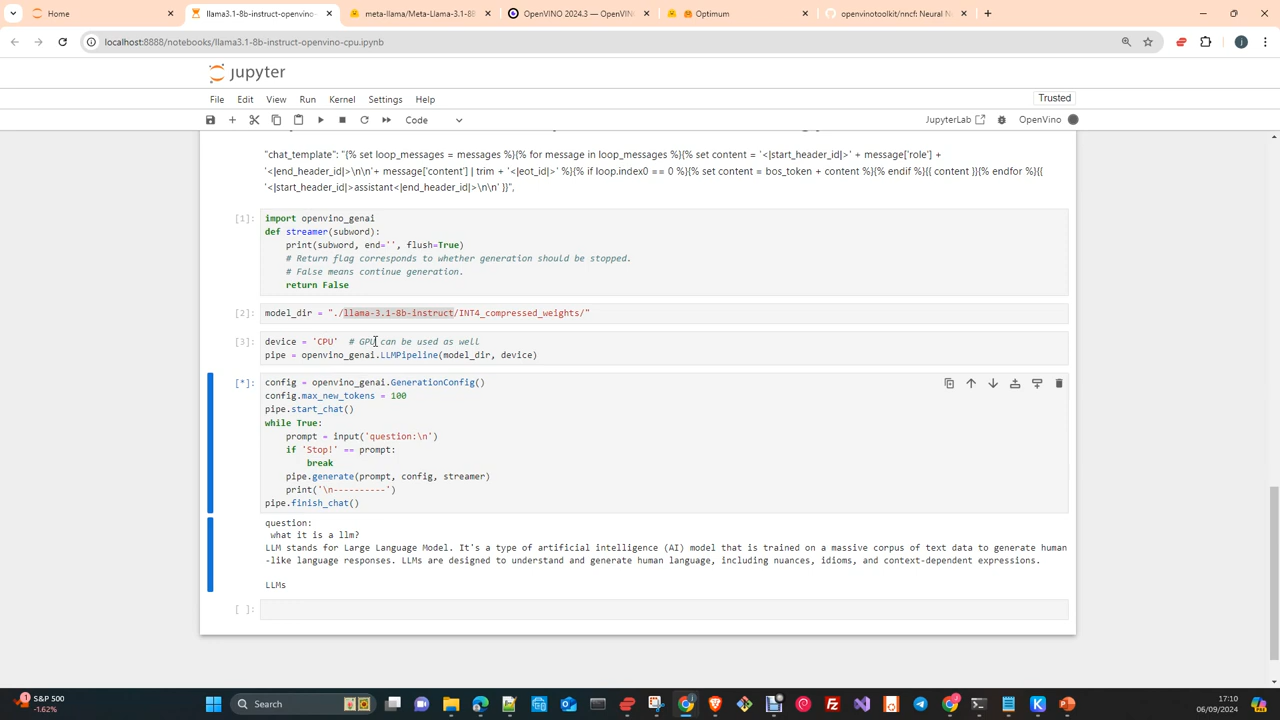 Home
llama3.1-8b-instruct-openvino-
meta-llama/Meta-Llama-3.1-8B
OpenVINO 2024.3 — OpenVIN
Optimum
openvinotoolkit/nncf: Neural N
localhost:8888/notebooks/llama3.1-8b-instruct-openvino-cpu.ipynb
jupyter
File Edit View Run Kernel Settings Help
Trusted
Code
JupyterLab
OpenVino
"chat_template": "{% set loop_messages = messages %}{% for message in loop_messages %}{% set content = '<|start_header_id|>' + message['role'] +
'<|end_header_id|>\n\n'+ message['content'] | trim + '<|eot_id|>' %}{% if loop.index0 == 0 %}{% set content = bos_token + content %}{% endif %}{{ content }}{% endfor %}{{
'<|start_header_id|>assistant<|end_header_id|>\n\n' }}",
[1]: import openvino_genai
def streamer(subword):
print(subword, end='', flush=True)
# Return flag corresponds to whether generation should be stopped.
# False means continue generation.
return False
[2]: model_dir = "./llama-3.1-8b-instruct/INT4_compressed_weights/"
[3]: device = 'CPU' # GPU can be used as well
pipe = openvino_genai.LLMPipeline(model_dir, device)
[*]: config = openvino_genai.GenerationConfig()
config.max_new_tokens = 100
pipe.start_chat()
while True:
prompt = input('question:\n')
if 'Stop!' == prompt:
break
pipe.generate(prompt, config, streamer)
print('\n----------')
pipe.finish_chat()
question:
what it is a llm?
LLM stands for Large Language Model. It's a type of artificial intelligence (AI) model that is trained on a massive corpus of text data to generate human
-like language responses. LLMs are designed to understand and generate human language, including nuances, idioms, and context-dependent expressions.
LLMs
[ ]:
S&P 500
-1.62%
Search
17:10
06/09/2024